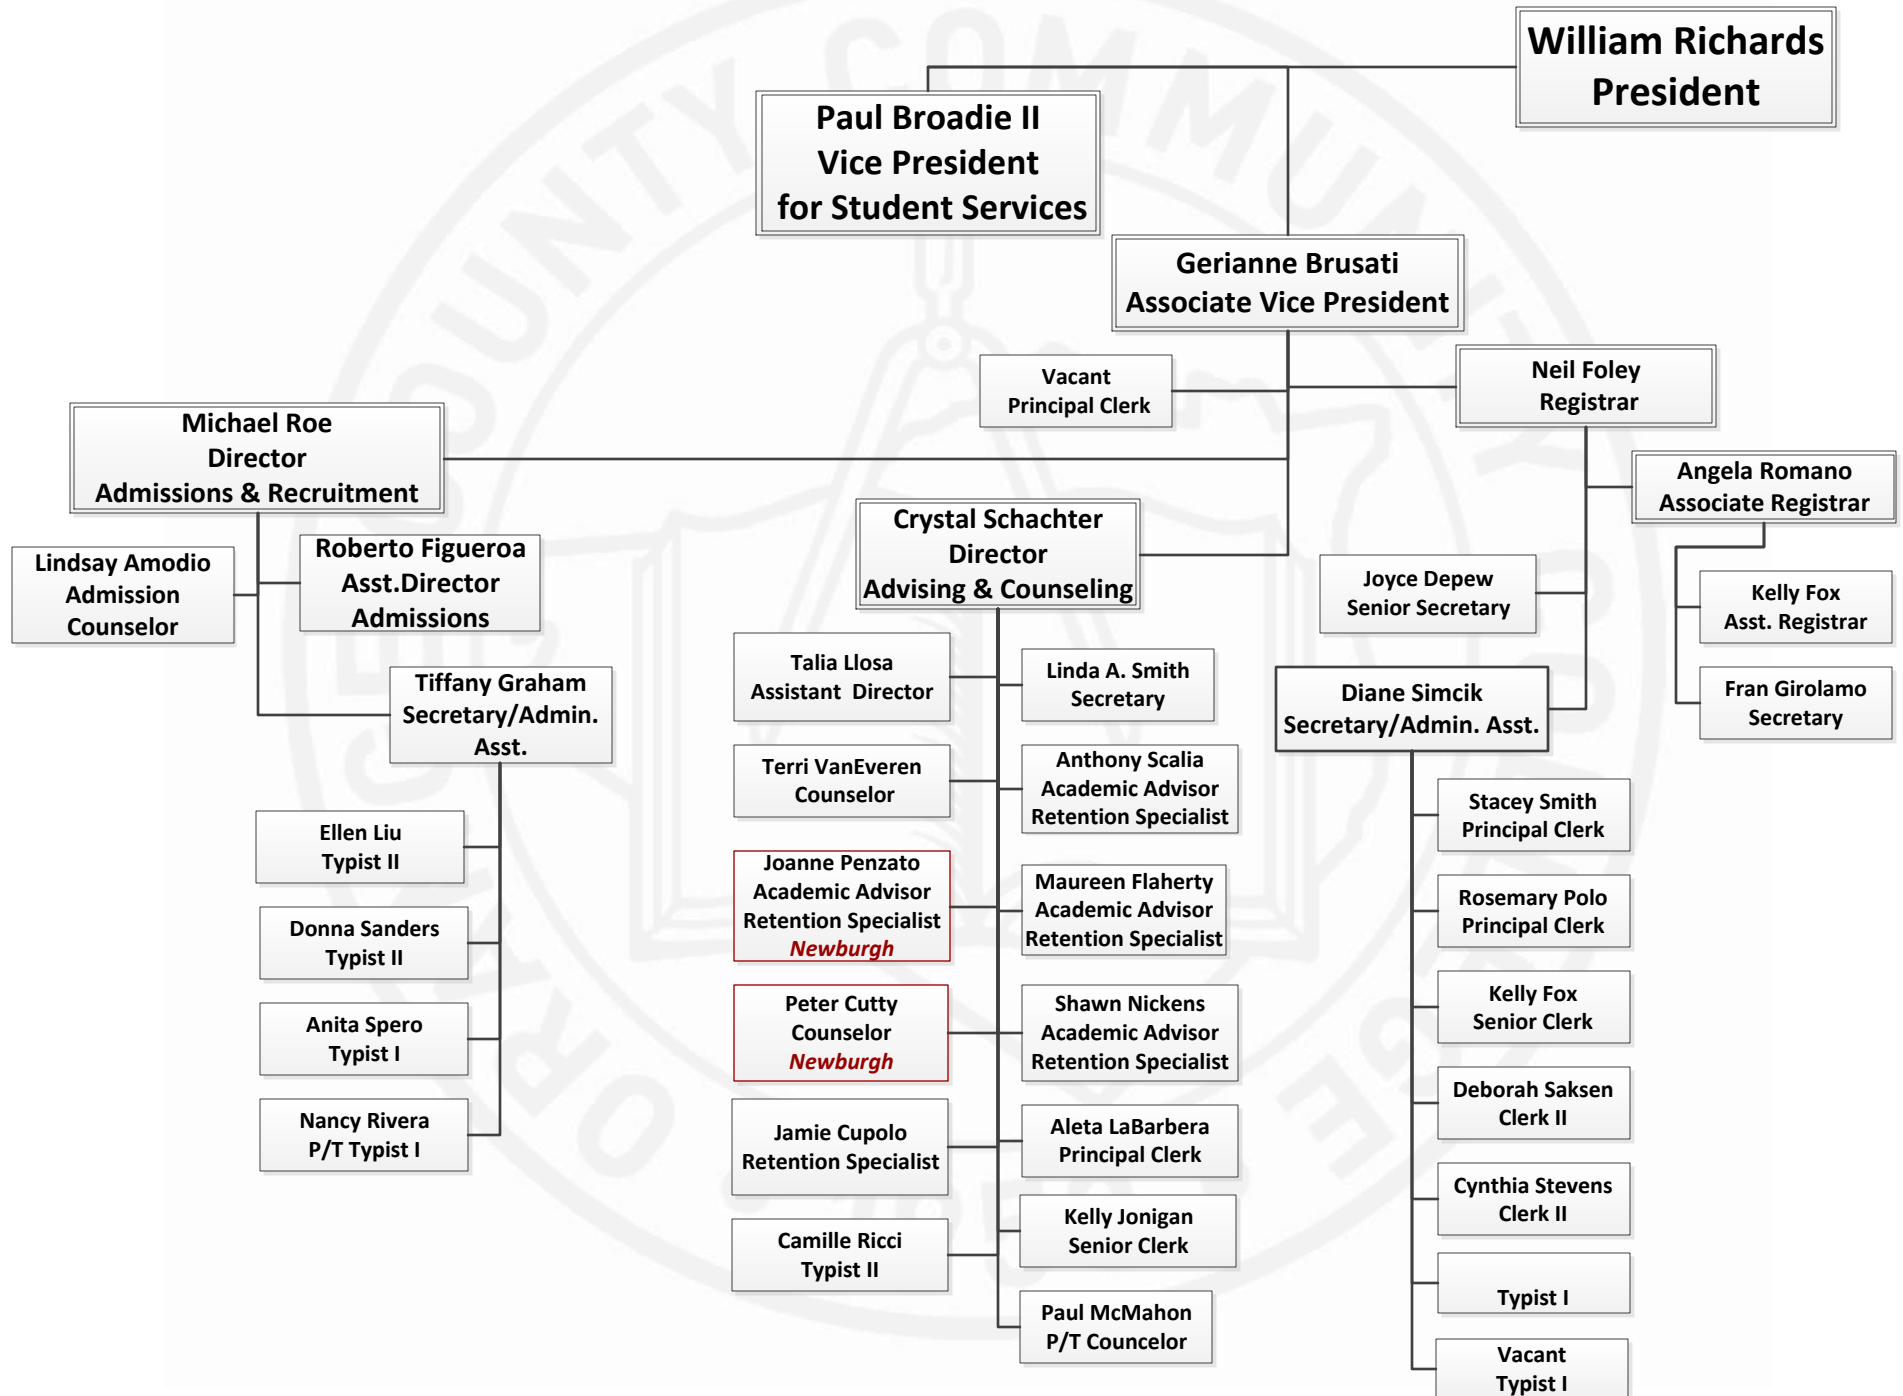 William Richards
President
Paul Broadie II
Vice President
for Student Services
Gerianne Brusati
Associate Vice President
Vacant
Principal Clerk
Neil Foley
Registrar
Michael Roe
Director
Admissions & Recruitment
Angela Romano
Associate Registrar
Crystal Schachter
Director
Advising & Counseling
Lindsay Amodio
Admission
Counselor
Roberto Figueroa
Asst.Director
Admissions
Joyce Depew
Senior Secretary
Kelly Fox
Asst. Registrar
Tiffany Graham
Secretary/Admin.
Asst.
Talia Llosa
Assistant Director
Linda A. Smith
Secretary
Diane Simcik
Secretary/Admin. Asst.
Fran Girolamo
Secretary
Terri VanEveren
Counselor
Anthony Scalia
Academic Advisor
Retention Specialist
Stacey Smith
Principal Clerk
Ellen Liu
Typist II
Joanne Penzato
Academic Advisor
Retention Specialist
Newburgh
Maureen Flaherty
Academic Advisor
Retention Specialist
Rosemary Polo
Principal Clerk
Donna Sanders
Typist II
Peter Cutty
Counselor
Newburgh
Shawn Nickens
Academic Advisor
Retention Specialist
Kelly Fox
Senior Clerk
Anita Spero
Typist I
Deborah Saksen
Clerk II
Nancy Rivera
P/T Typist I
Jamie Cupolo
Retention Specialist
Aleta LaBarbera
Principal Clerk
Cynthia Stevens
Clerk II
Camille Ricci
Typist II
Kelly Jonigan
Senior Clerk
Typist I
Paul McMahon
P/T Councelor
Vacant
Typist I
COUNTY COMMUNITY
1950